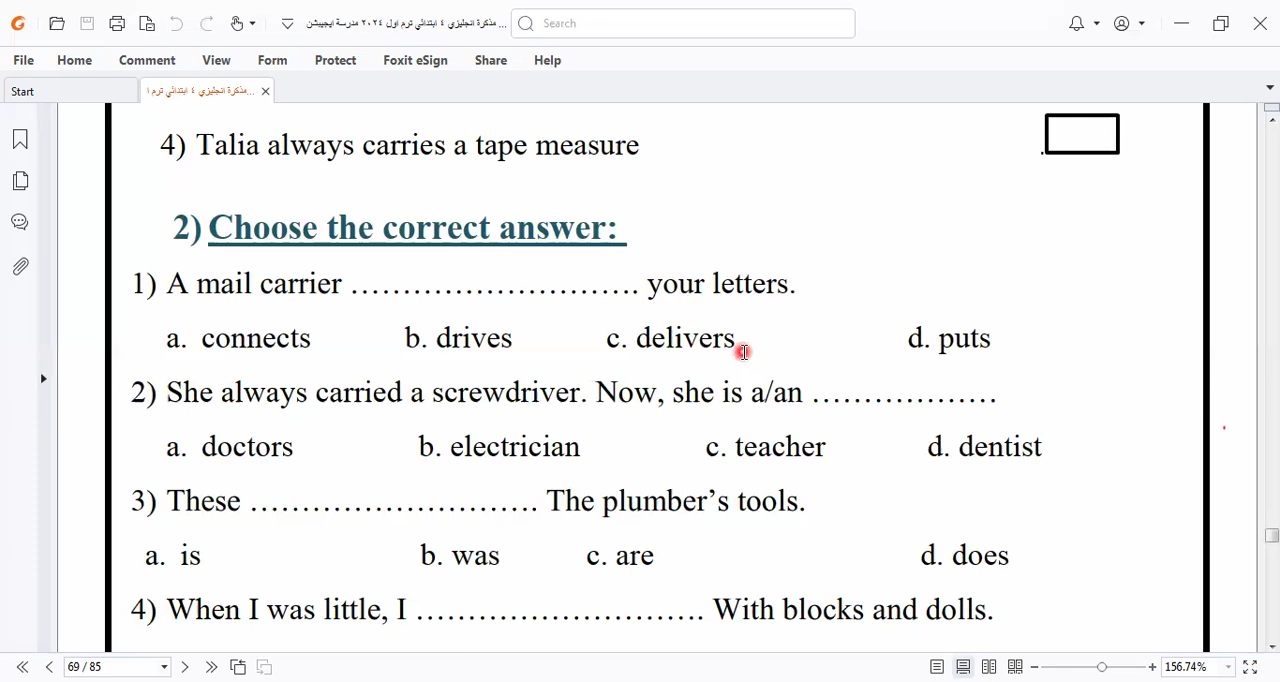 ... مذكرة انجليزي ٤ ابتدائي ترم اول ٢٠٢٤ مدرسة ايجيبشن
Search
File Home Comment View Form Protect Foxit eSign Share Help
Start
...مذكرة انجليزي ٤ ابتدائي ترم ا
4) Talia always carries a tape measure
.
2) Choose the correct answer:
1) A mail carrier ………………………. your letters.
a. connects b. drives c. delivers d. puts
2) She always carried a screwdriver. Now, she is a/an ………………
a. doctors b. electrician c. teacher d. dentist
3) These ………………………. The plumber’s tools.
a. is b. was c. are d. does
4) When I was little, I ………………………. With blocks and dolls.
69 / 85
156.74%